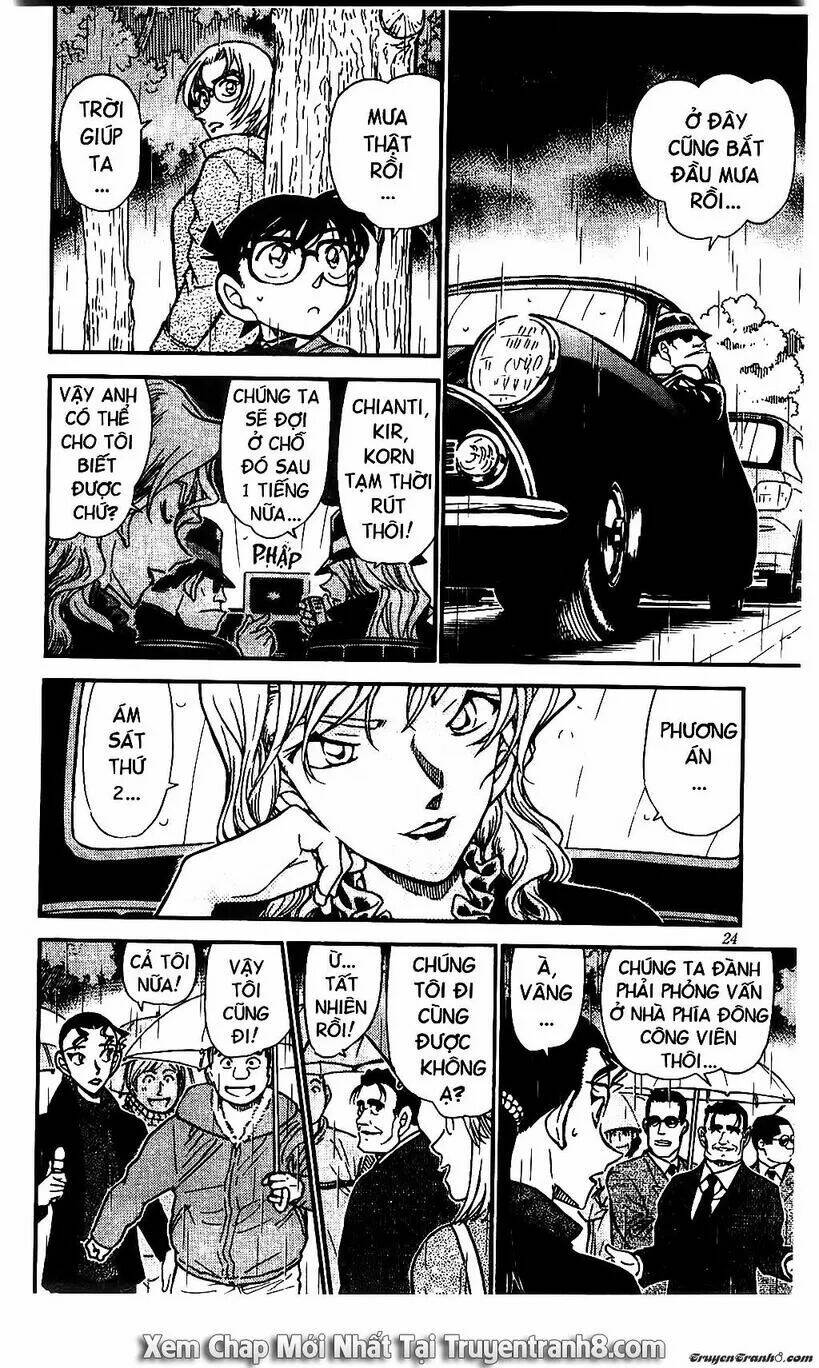 Ở ĐÂY
CŨNG BẮT
ĐẦU MƯA
RỒI...
MƯA
THẬT
RỒI
...
TRỜI
GIÚP
TA
...
CHIANTI,
KIR,
KORN
TẠM THỜI
RÚT
THÔI!
CHÚNG TA
SẼ ĐỢI
Ở CHỖ
ĐÓ SAU
1 TIẾNG
NỮA...
PHẬP
VẬY ANH
CÓ THỂ
CHO TÔI
BIẾT
ĐƯỢC
CHỨ?
PHƯƠNG
ÁN
...
ÁM
SÁT
THỨ
2...
24
CHÚNG TA ĐÀNH
PHẢI PHỎNG VẤN
Ở NHÀ PHÍA ĐÔNG
CÔNG VIÊN
THÔI...
À,
VÂNG
...
CHÚNG
TÔI ĐI
CÙNG
ĐƯỢC
KHÔNG
Ạ?
Ừ...
TẤT
NHIÊN
RỒI!
VẬY
TÔI
CŨNG
ĐI!
CẢ TÔI
NỮA!
Xem Chap Mới Nhất Tại Truyentranh8.com
TruyenTranh8.com